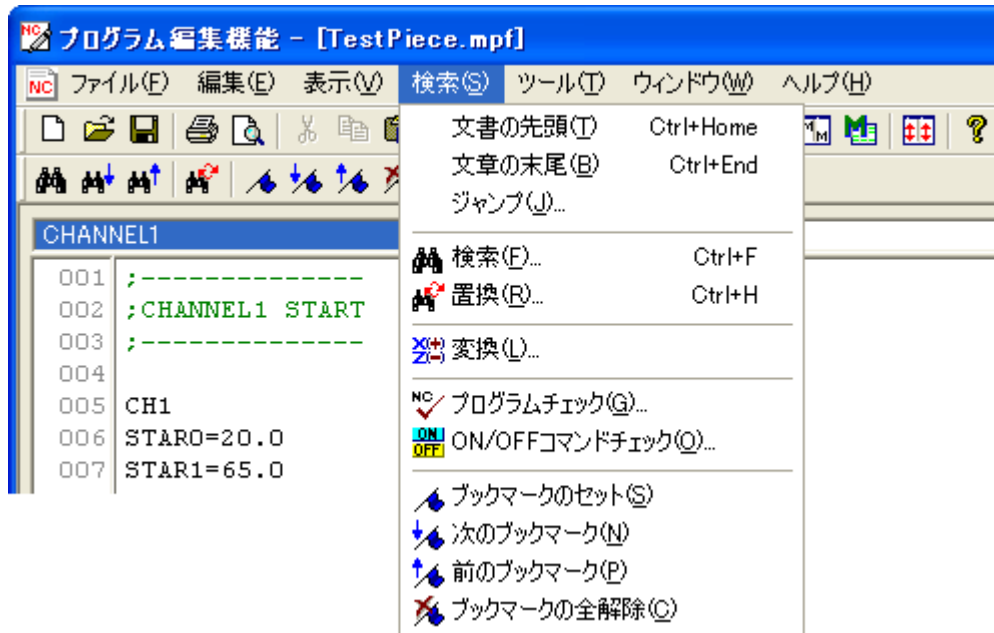 プログラム編集機能 - [TestPiece.mpf]
ファイル(F) 編集(E) 表示(V) 検索(S) ツール(T) ウィンドウ(W) ヘルプ(H)
文書の先頭(T) Ctrl+Home
文章の末尾(B) Ctrl+End
ジャンプ(J)...
検索(F)... Ctrl+F
置換(R)... Ctrl+H
変換(L)...
プログラムチェック(G)...
ON/OFFコマンドチェック(O)...
ブックマークのセット(S)
次のブックマーク(N)
前のブックマーク(P)
ブックマークの全解除(C)
CHANNEL1
001 ;--------------
002 ;CHANNEL1 START
003 ;--------------
004
005 CH1
006 STAR0=20.0
007 STAR1=65.0